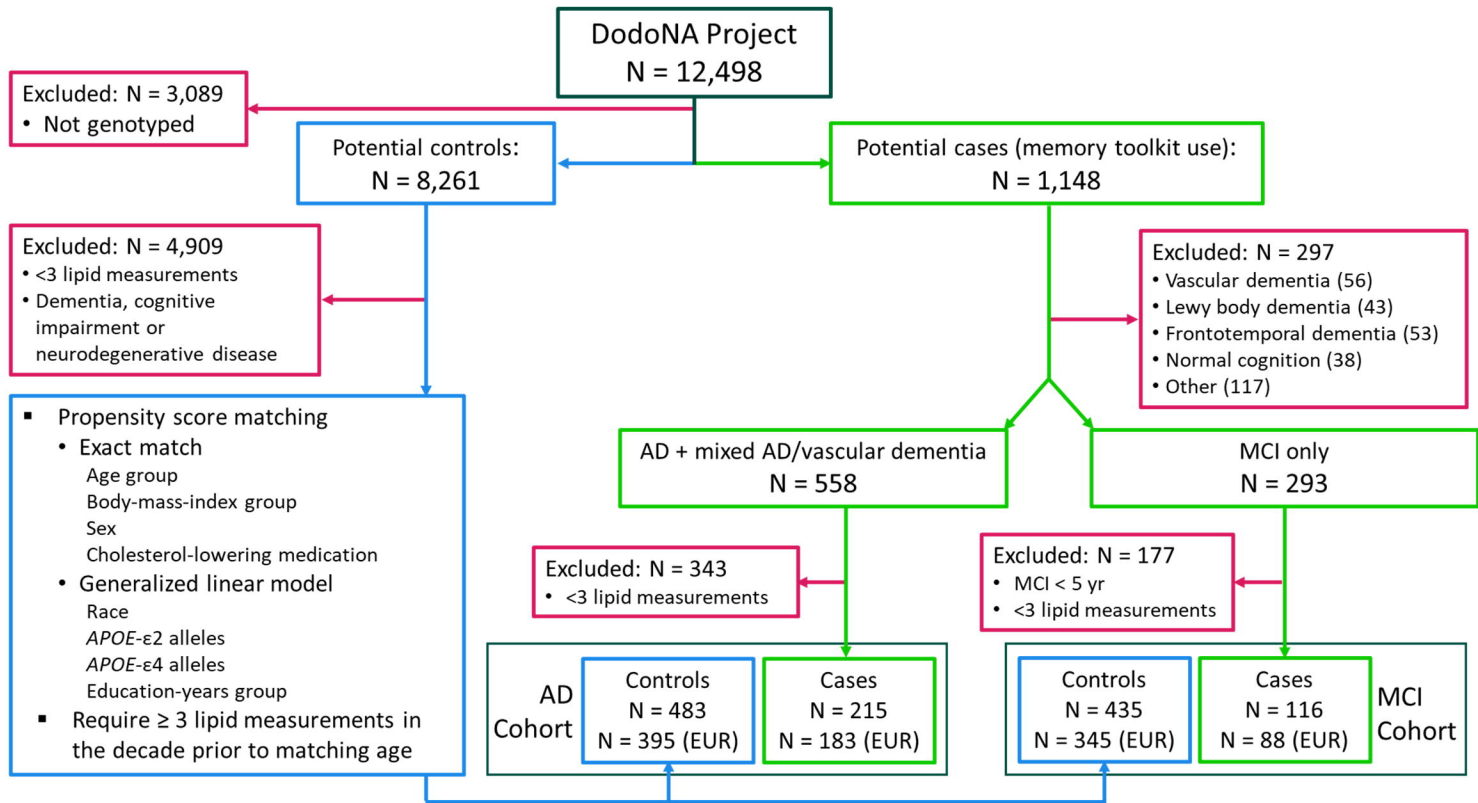 DodoNA Project
N = 12,498
Excluded: N = 3,089
• Not genotyped
Potential controls:
N = 8,261
Potential cases (memory toolkit use):
N = 1,148
Excluded: N = 4,909
• <3 lipid measurements
• Dementia, cognitive
impairment or
neurodegenerative disease
Excluded: N = 297
• Vascular dementia (56)
• Lewy body dementia (43)
• Frontotemporal dementia (53)
• Normal cognition (38)
• Other (117)
▪ Propensity score matching
• Exact match
Age group
Body-mass-index group
Sex
Cholesterol-lowering medication
• Generalized linear model
Race
APOE-ε2 alleles
APOE-ε4 alleles
Education-years group
▪ Require ≥ 3 lipid measurements in
the decade prior to matching age
AD + mixed AD/vascular dementia
N = 558
MCI only
N = 293
Excluded: N = 343
• <3 lipid measurements
Excluded: N = 177
• MCI < 5 yr
• <3 lipid measurements
AD
Cohort
Controls
N = 483
N = 395 (EUR)
Cases
N = 215
N = 183 (EUR)
Controls
N = 435
N = 345 (EUR)
Cases
N = 116
N = 88 (EUR)
MCI
Cohort